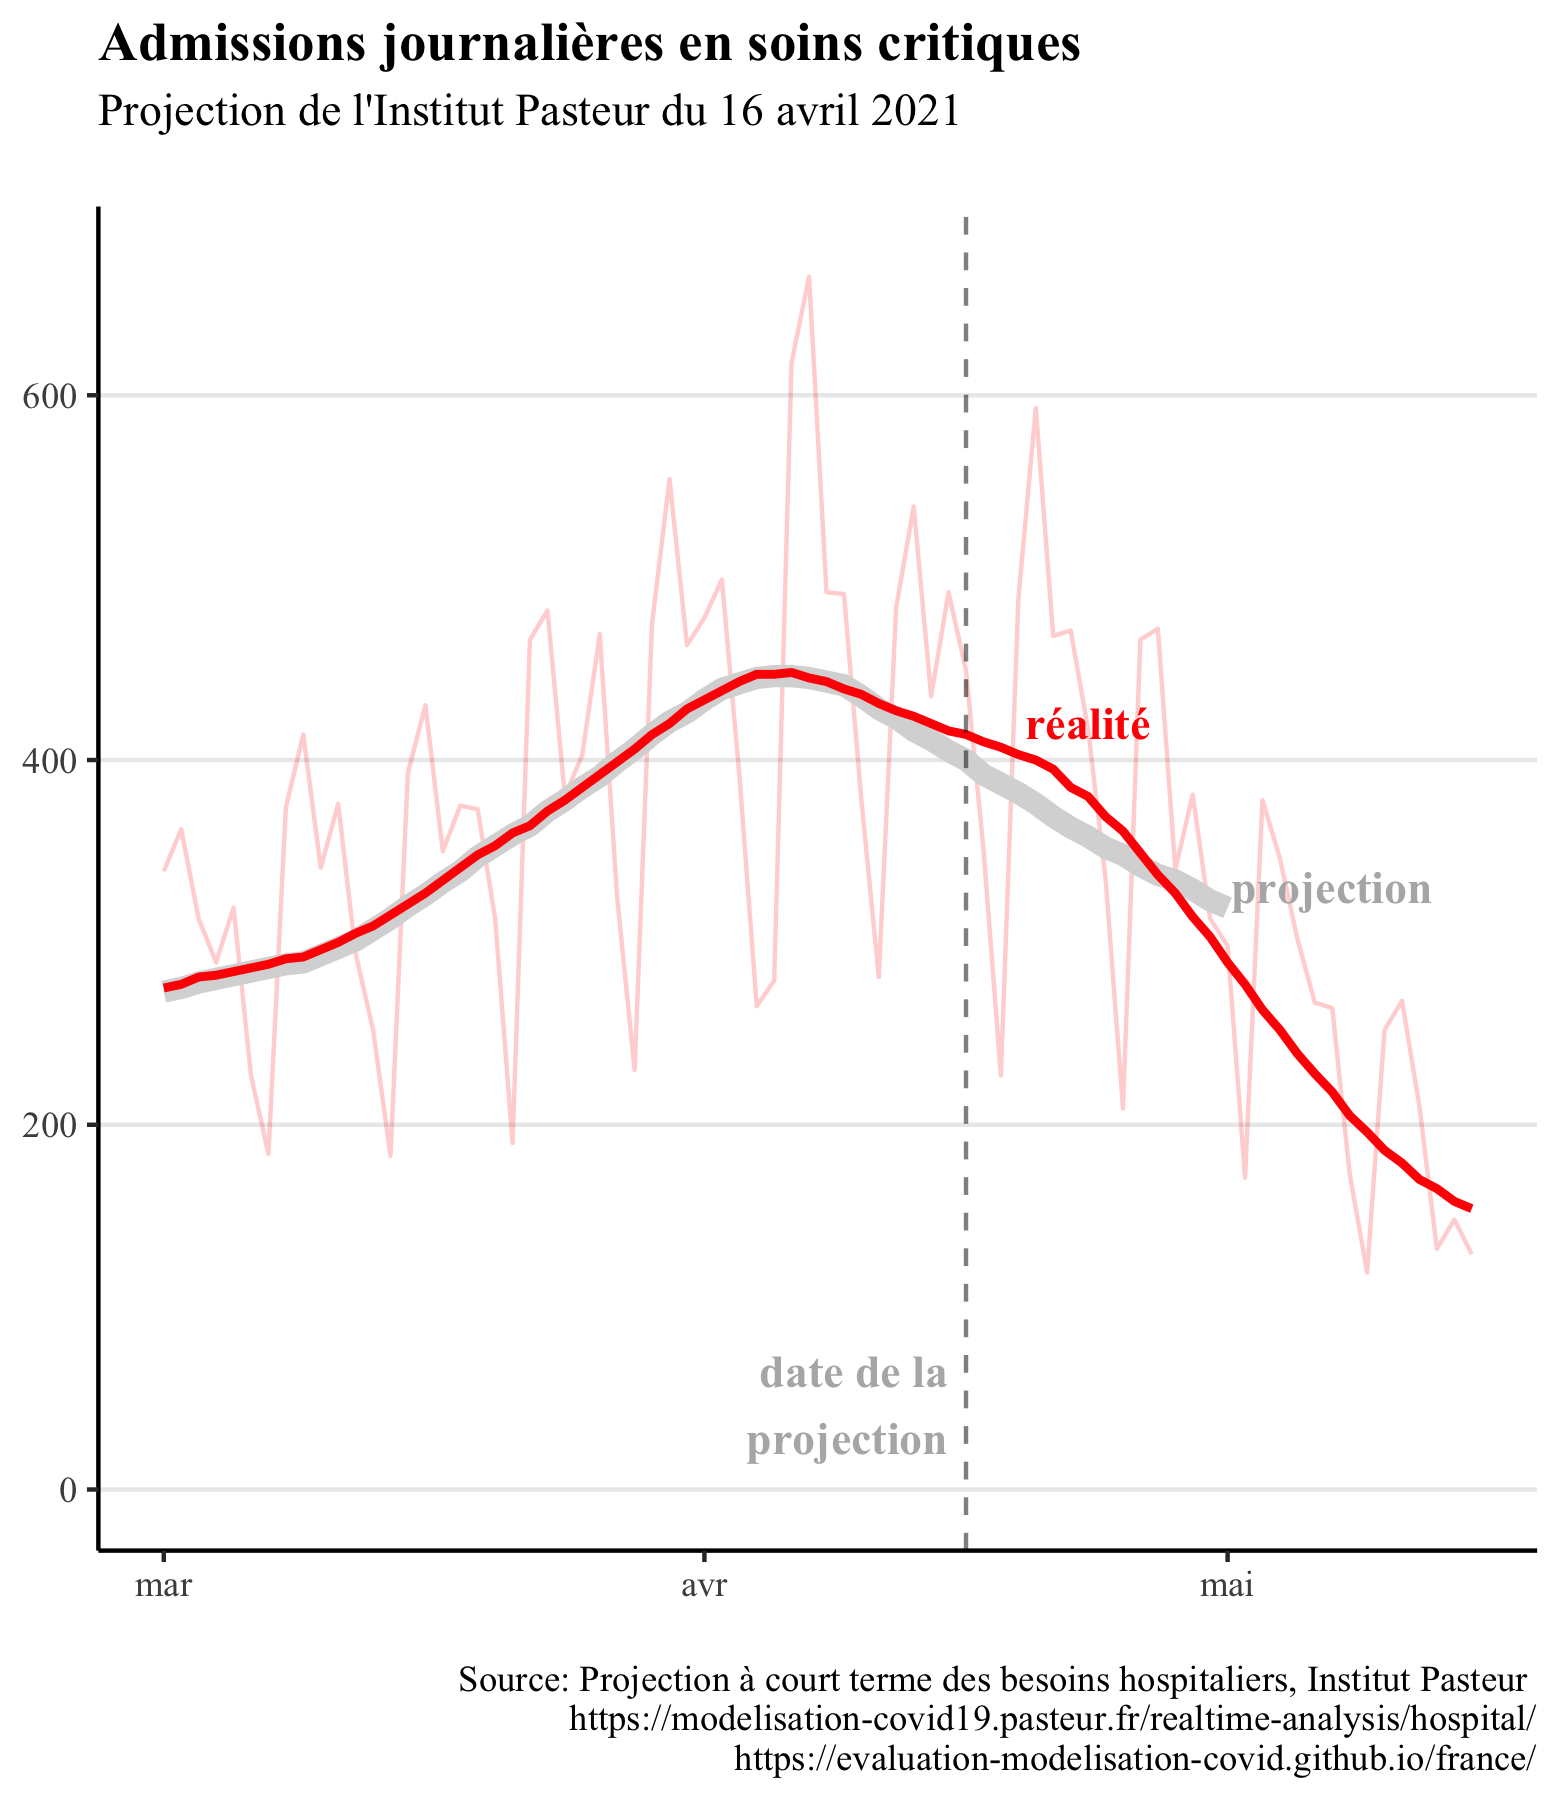 Admissions journalières en soins critiques
Projection de l'Institut Pasteur du 16 avril 2021
600
400
200
0
réalité
projection
date de la
projection
mar
avr
mai
Source: Projection à court terme des besoins hospitaliers, Institut Pasteur
https://modelisation-covid19.pasteur.fr/realtime-analysis/hospital/
https://evaluation-modelisation-covid.github.io/france/